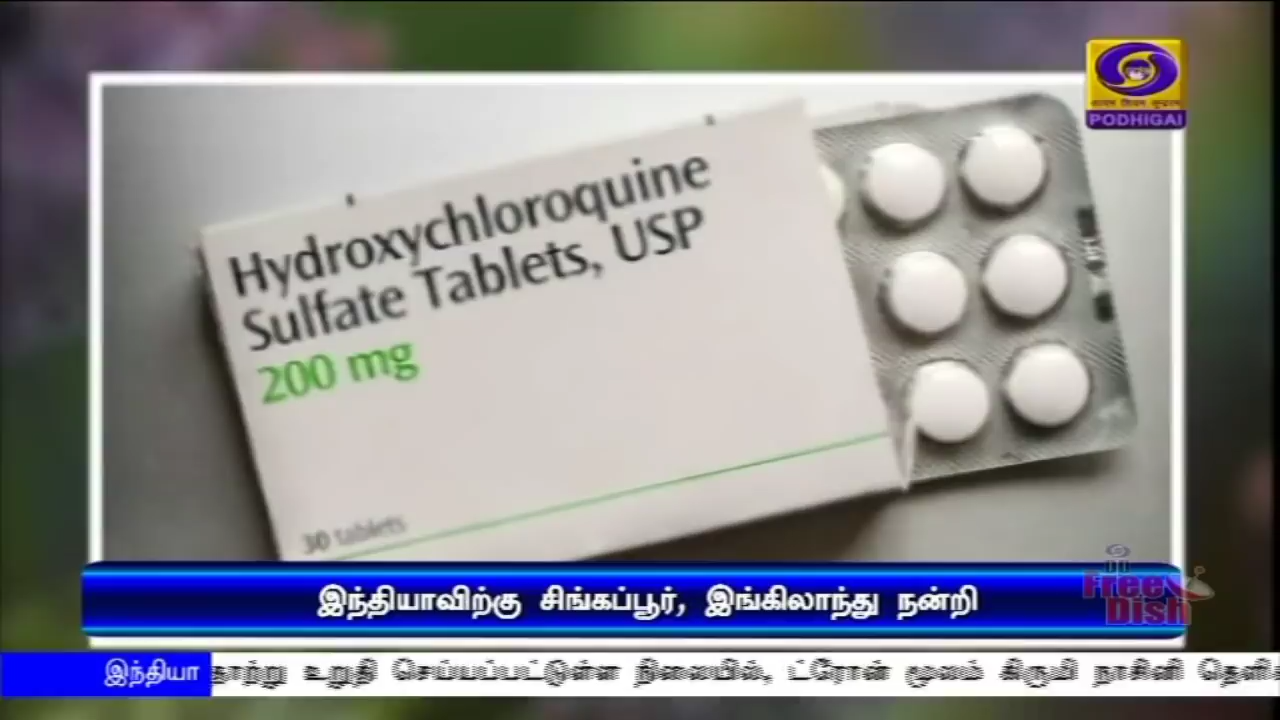 PODHIGAI
Hydroxychloroquine
Sulfate Tablets, USP
200 mg
30 tablets
DD
Free
Dish
இந்தியாவிற்கு சிங்கப்பூர், இங்கிலாந்து நன்றி
இந்தியா
உறுதி செய்யப்பட்டுள்ள நிலையில், ட்ரோன் மூலம் கிருமி நாசினி